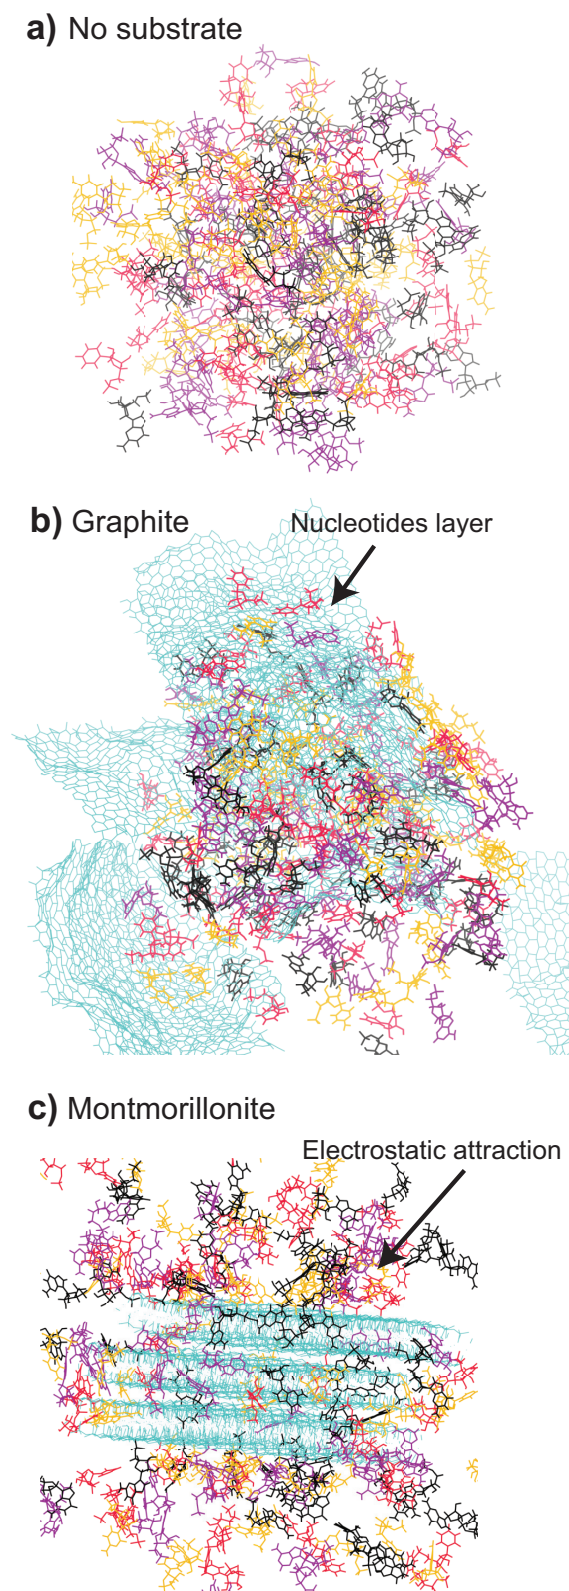 a) No substrate
b) Graphite
Nucleotides layer
c) Montmorillonite
Electrostatic attraction